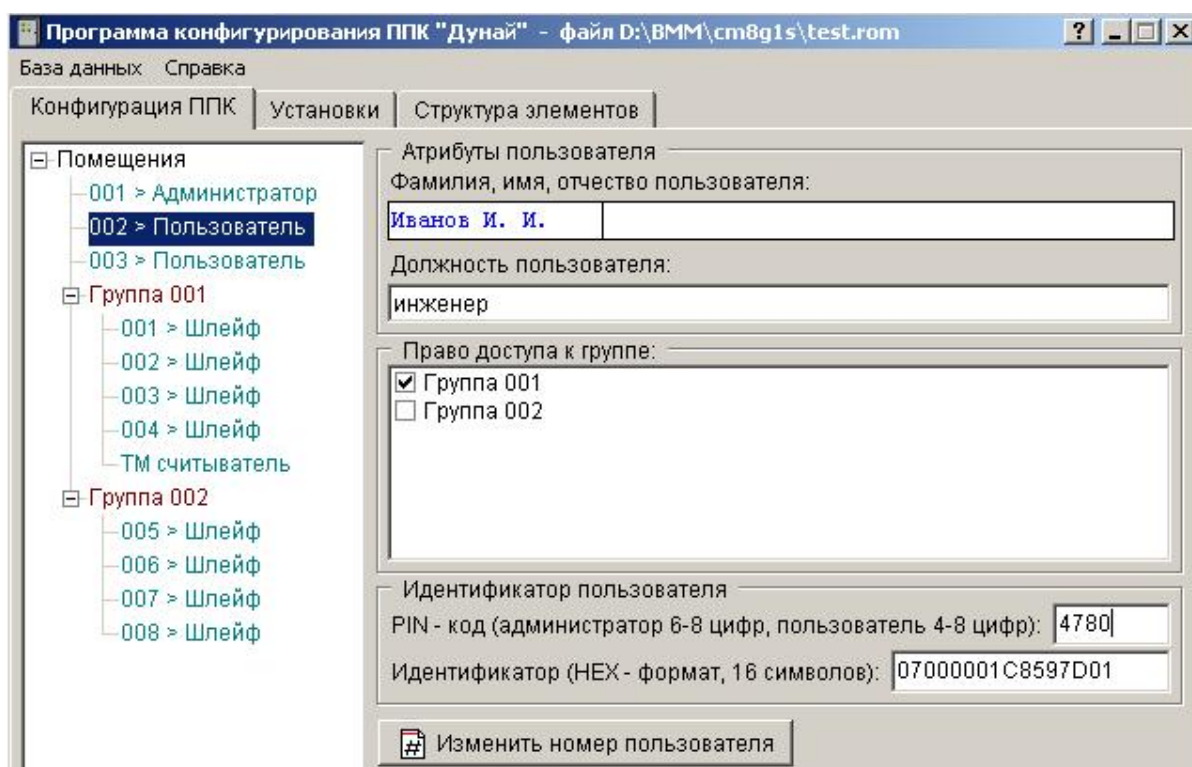 Программа конфигурирования ППК "Дунай" - файл D:\BMM\cm8g1s\test.rom
База данных Справка
Конфигурация ППК Установки Структура элементов
Помещения
001 > Администратор
002 > Пользователь
003 > Пользователь
Группа 001
001 > Шлейф
002 > Шлейф
003 > Шлейф
004 > Шлейф
ТМ считыватель
Группа 002
005 > Шлейф
006 > Шлейф
007 > Шлейф
008 > Шлейф
Атрибуты пользователя
Фамилия, имя, отчество пользователя:
Иванов И. И.
Должность пользователя:
инженер
Право доступа к группе:
Группа 001
Группа 002
Идентификатор пользователя
PIN - код (администратор 6-8 цифр, пользователь 4-8 цифр): 4780
Идентификатор (HEX - формат, 16 символов): 07000001C8597D01
# Изменить номер пользователя